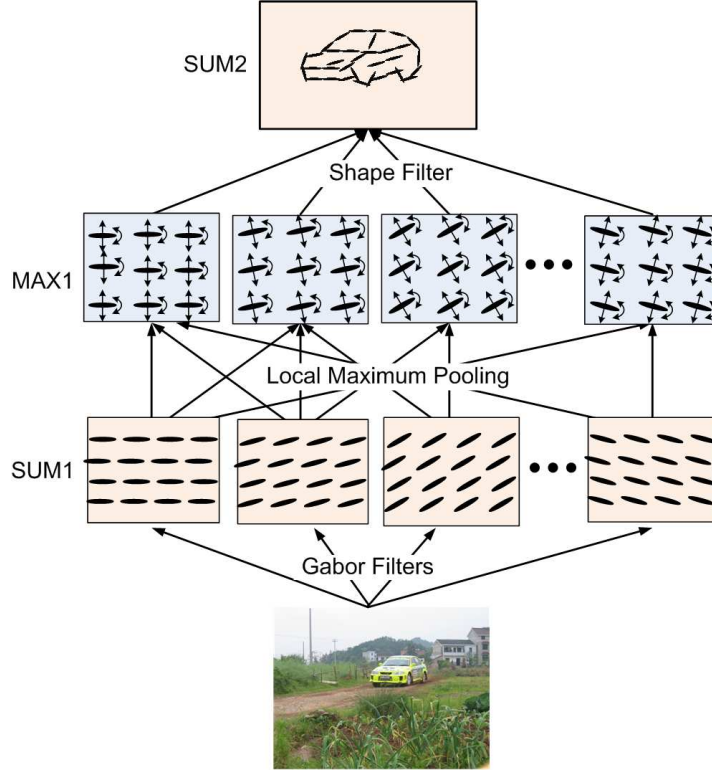 SUM2
Shape Filter
MAX1
Local Maximum Pooling
SUM1
Gabor Filters